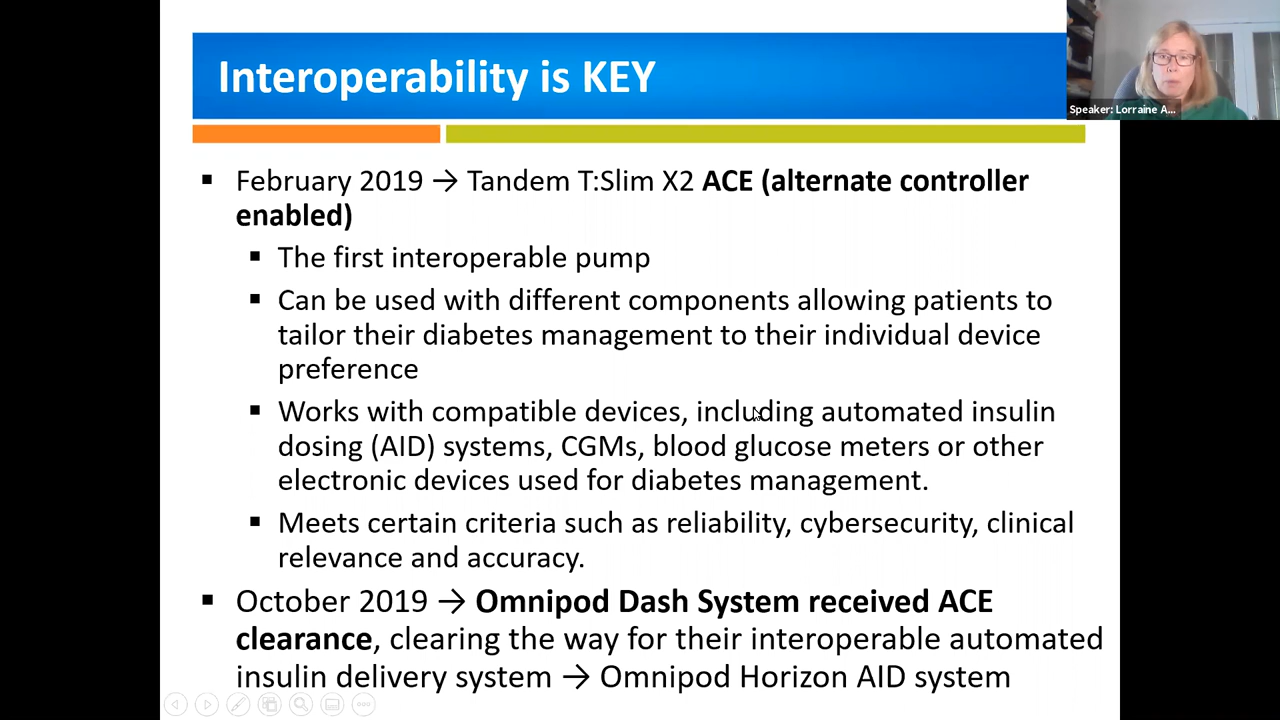 Interoperability is KEY
Speaker: Lorraine A...
▪ February 2019 → Tandem T:Slim X2 ACE (alternate controller
enabled)
▪ The first interoperable pump
▪ Can be used with different components allowing patients to
tailor their diabetes management to their individual device
preference
▪ Works with compatible devices, including automated insulin
dosing (AID) systems, CGMs, blood glucose meters or other
electronic devices used for diabetes management.
▪ Meets certain criteria such as reliability, cybersecurity, clinical
relevance and accuracy.
▪ October 2019 → Omnipod Dash System received ACE
clearance, clearing the way for their interoperable automated
insulin delivery system → Omnipod Horizon AID system